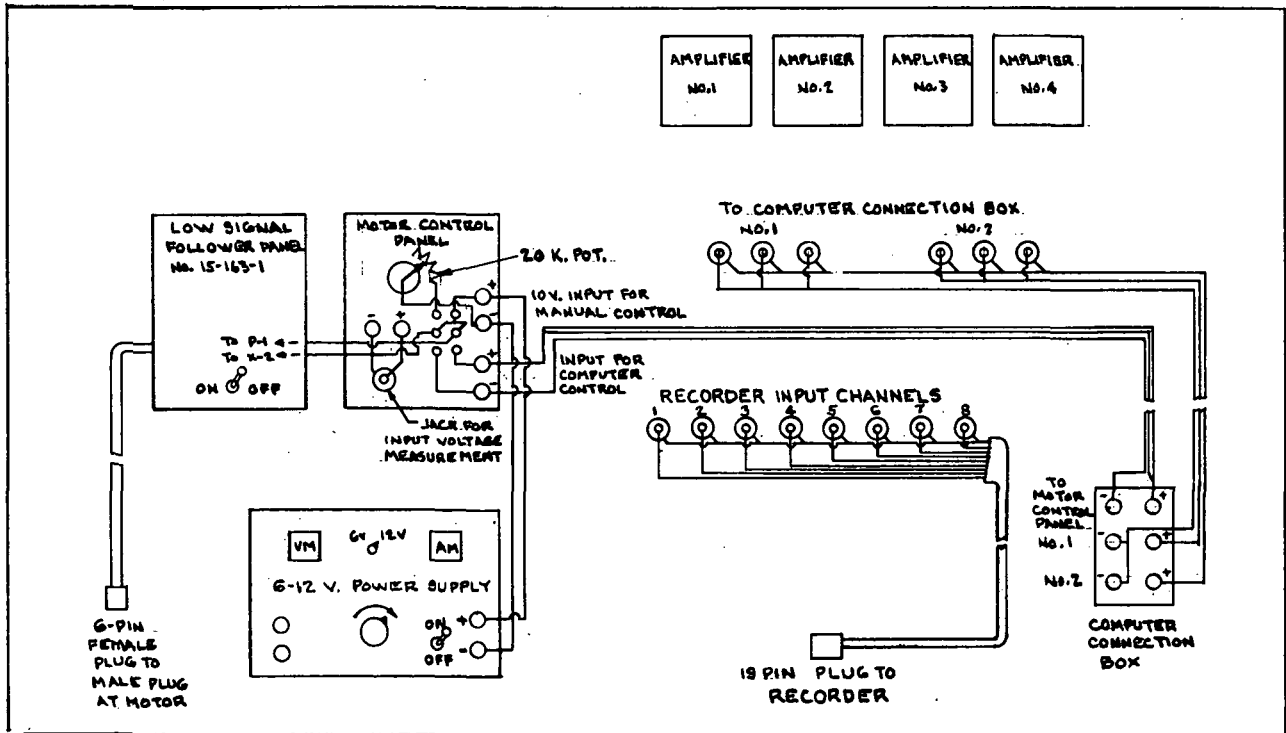 AMPLIFIER
No.1
AMPLIFIER
No.2
AMPLIFIER
No.3
AMPLIFIER
No.4
LOW SIGNAL
FOLLOWER PANEL
No. 15-163-1
TO P-1
TO X-2
ON OFF
MOTOR CONTROL
PANEL
20 K. POT.
- +
+
-
+
-
10V. INPUT FOR
MANUAL CONTROL
INPUT FOR
COMPUTER
CONTROL
JACK FOR
INPUT VOLTAGE
MEASUREMENT
TO COMPUTER CONNECTION BOX
NO.1
NO.2
RECORDER INPUT CHANNELS
1 2 3 4 5 6 7 8
VM
6V 12V
AM
6-12 V. POWER SUPPLY
ON
OFF
+
-
6-PIN
FEMALE
PLUG TO
MALE PLUG
AT MOTOR
PLUG TO
RECORDER
TO
MOTOR
CONTROL
PANEL
- +
NO.1
- +
NO.2
- +
COMPUTER
CONNECTION
BOX